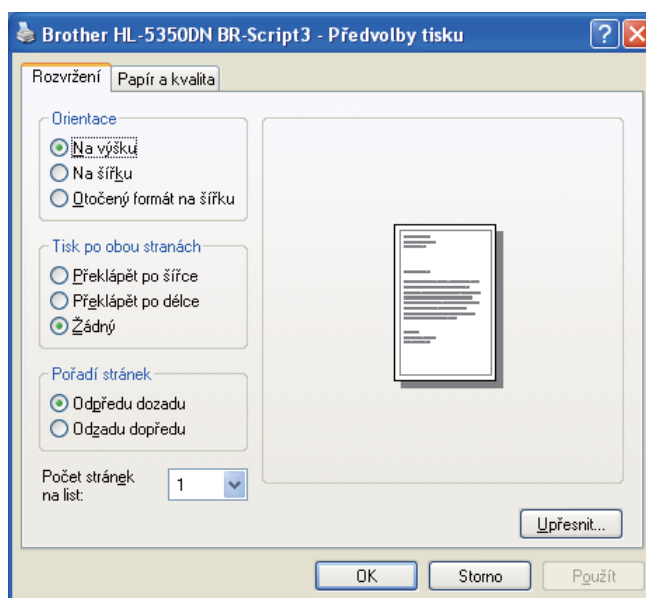 Brother HL-5350DN BR-Script3 - Předvolby tisku
Rozvržení Papír a kvalita
Orientace
Na výšku
Na šířku
Otočený formát na šířku
Tisk po obou stranách
Překlápět po šířce
Překlápět po délce
Žádný
Pořadí stránek
Odpředu dozadu
Odzadu dopředu
Počet stránek
na list:
1
Upřesnit...
OK Storno Použít